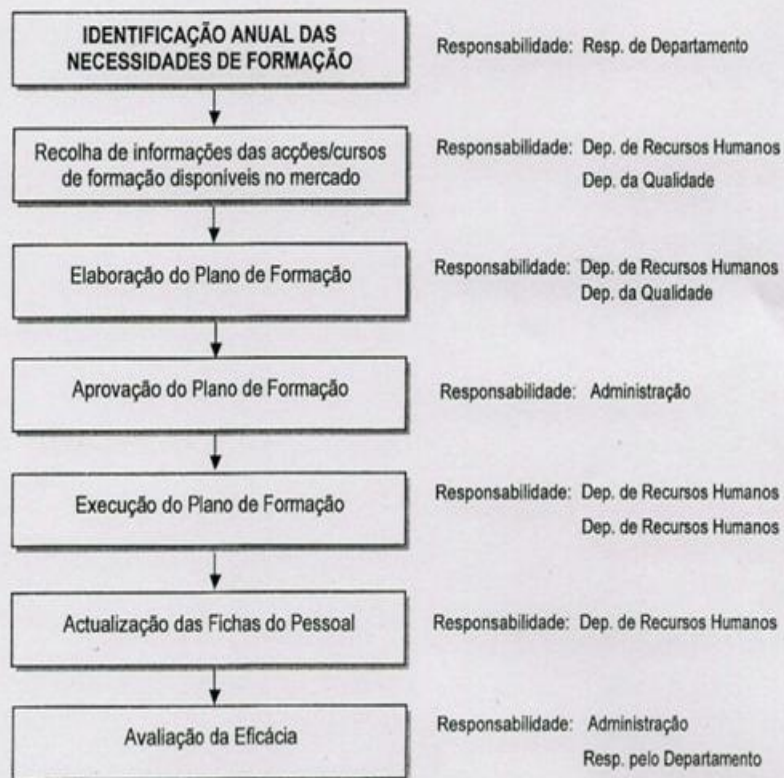 IDENTIFICAÇÃO ANUAL DAS
NECESSIDADES DE FORMAÇÃO
Responsabilidade: Resp. de Departamento
Recolha de informações das acções/cursos
de formação disponíveis no mercado
Responsabilidade: Dep. de Recursos Humanos
Dep. da Qualidade
Elaboração do Plano de Formação
Responsabilidade: Dep. de Recursos Humanos
Dep. da Qualidade
Aprovação do Plano de Formação
Responsabilidade: Administração
Execução do Plano de Formação
Responsabilidade: Dep. de Recursos Humanos
Dep. de Recursos Humanos
Actualização das Fichas do Pessoal
Responsabilidade: Dep. de Recursos Humanos
Avaliação da Eficácia
Responsabilidade: Administração
Resp. pelo Departamento